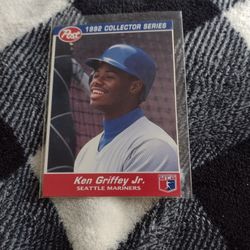 Post
1992 COLLECTOR SERIES
Ken Griffey Jr.
SEATTLE MARINERS